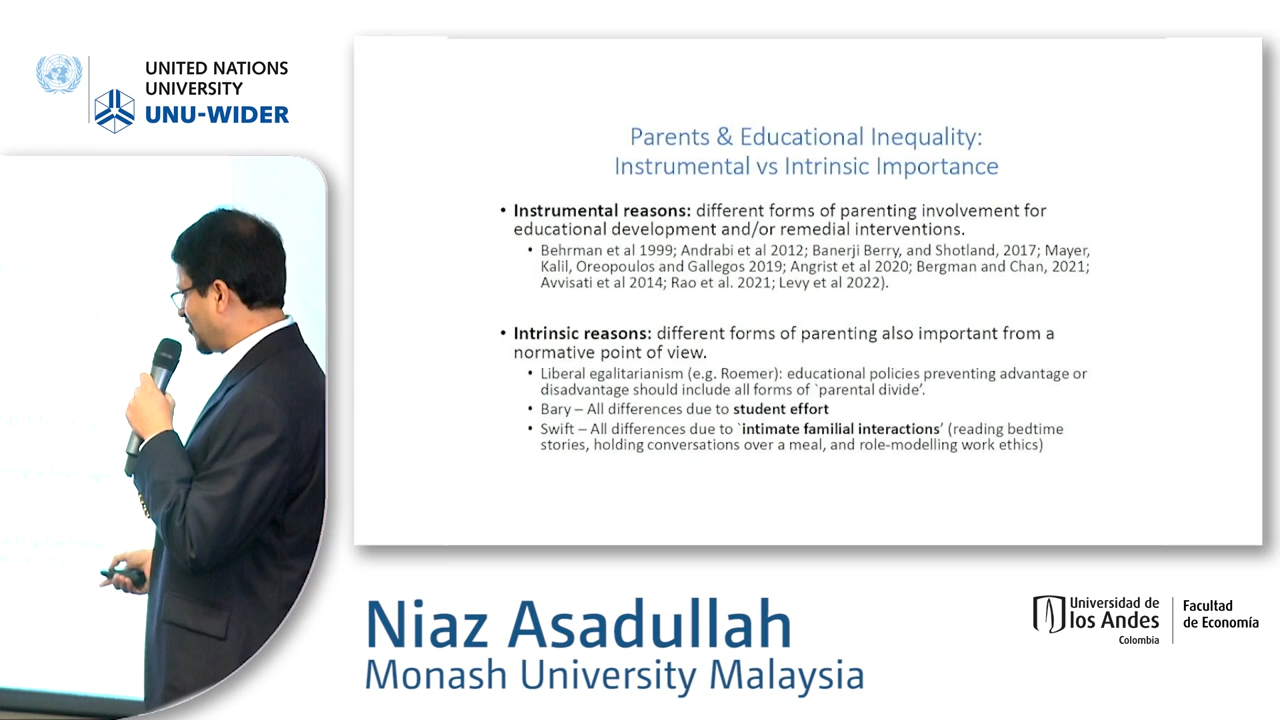 UNITED NATIONS
UNIVERSITY
UNU-WIDER
Parents & Educational Inequality:
Instrumental vs Intrinsic Importance
• Instrumental reasons: different forms of parenting involvement for
educational development and/or remedial interventions.
• Behrman et al 1999; Andrabi et al 2012; Banerji Berry, and Shotland, 2017; Mayer,
Kalil, Oreopoulos and Gallegos 2019; Angrist et al 2020; Bergman and Chan, 2021;
Avvisati et al 2014; Rao et al. 2021; Levy et al 2022).
• Intrinsic reasons: different forms of parenting also important from a
normative point of view.
• Liberal egalitarianism (e.g. Roemer): educational policies preventing advantage or
disadvantage should include all forms of `parental divide’.
• Bary – All differences due to student effort
• Swift – All differences due to `intimate familial interactions’ (reading bedtime
stories, holding conversations over a meal, and role-modelling work ethics)
Niaz Asadullah
Monash University Malaysia
Universidad de
los Andes
Colombia
Facultad
de Economía